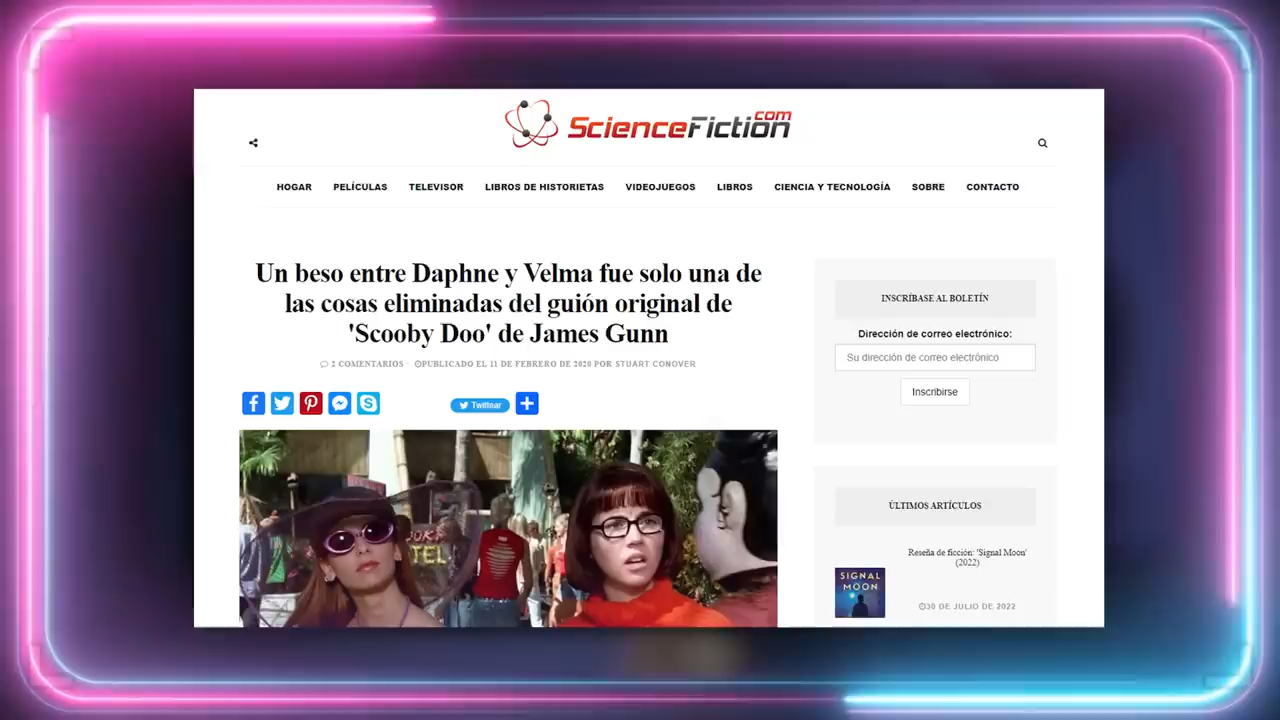 ScienceFiction
com
HOGAR PELÍCULAS TELEVISOR LIBROS DE HISTORIETAS VIDEOJUEGOS LIBROS CIENCIA Y TECNOLOGÍA SOBRE CONTACTO
Un beso entre Daphne y Velma fue solo una de
las cosas eliminadas del guión original de
'Scooby Doo' de James Gunn
2 COMENTARIOS · PUBLICADO EL 11 DE FEBRERO DE 2020 POR STUART CONOVER
Twittear
INSCRÍBASE AL BOLETÍN
Dirección de correo electrónico:
Su dirección de correo electrónico
Inscribirse
ÚLTIMOS ARTÍCULOS
Reseña de ficción: 'Signal Moon'
(2022)
SIGNAL
MOON
30 DE JULIO DE 2022